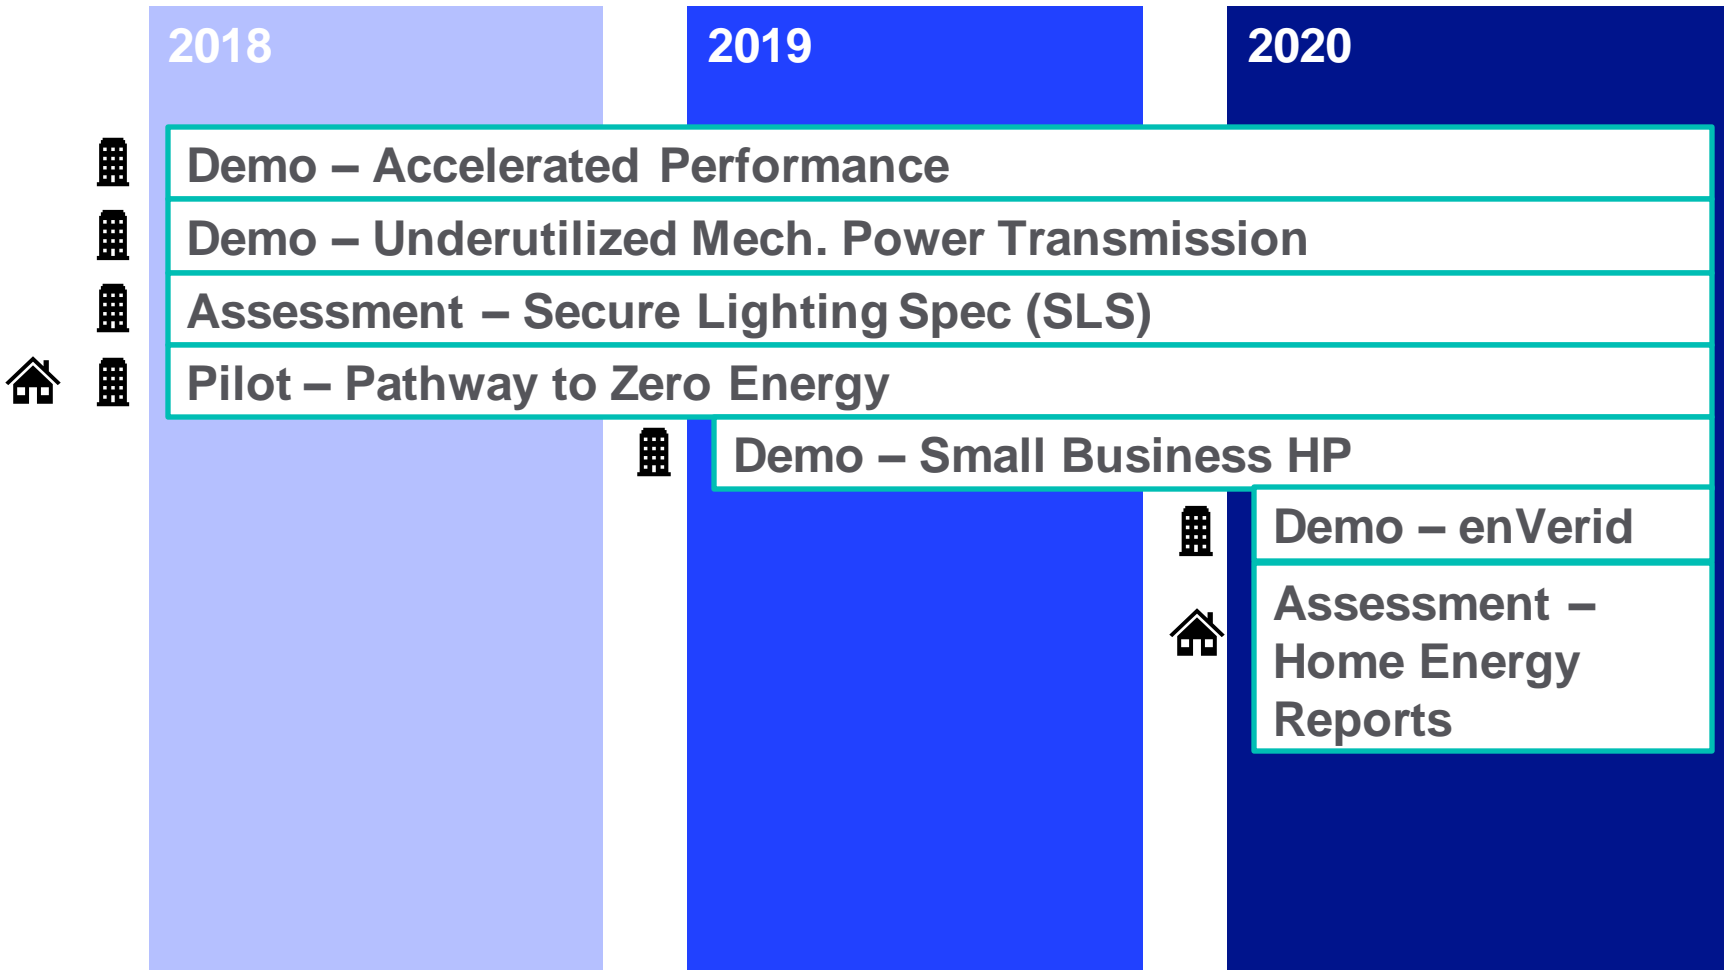 2018
2019
2020
Demo – Accelerated Performance
Demo – Underutilized Mech. Power Transmission
Assessment – Secure Lighting Spec (SLS)
Pilot – Pathway to Zero Energy
Demo – Small Business HP
Demo – enVerid
Assessment –
Home Energy
Reports